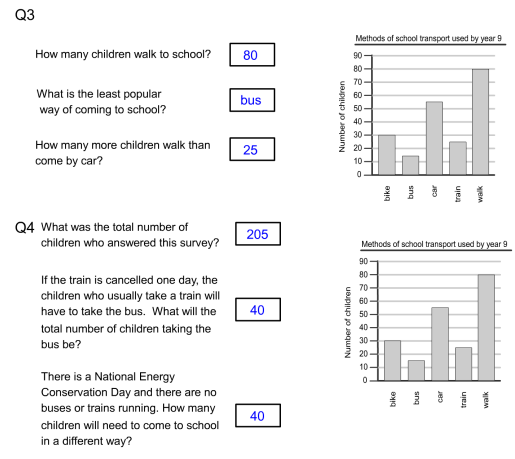 Q3
How many children walk to school?
80
What is the least popular
way of coming to school?
bus
How many more children walk than
come by car?
25
Methods of school transport used by year 9
Number of children
90
80
70
60
50
40
30
20
10
0
bike
bus
car
train
walk
Q4
What was the total number of
children who answered this survey?
205
If the train is cancelled one day, the
children who usually take a train will
have to take the bus. What will the
total number of children taking the
bus be?
40
There is a National Energy
Conservation Day and there are no
buses or trains running. How many
children will need to come to school
in a different way?
40
Methods of school transport used by year 9
Number of children
90
80
70
60
50
40
30
20
10
0
bike
bus
car
train
walk